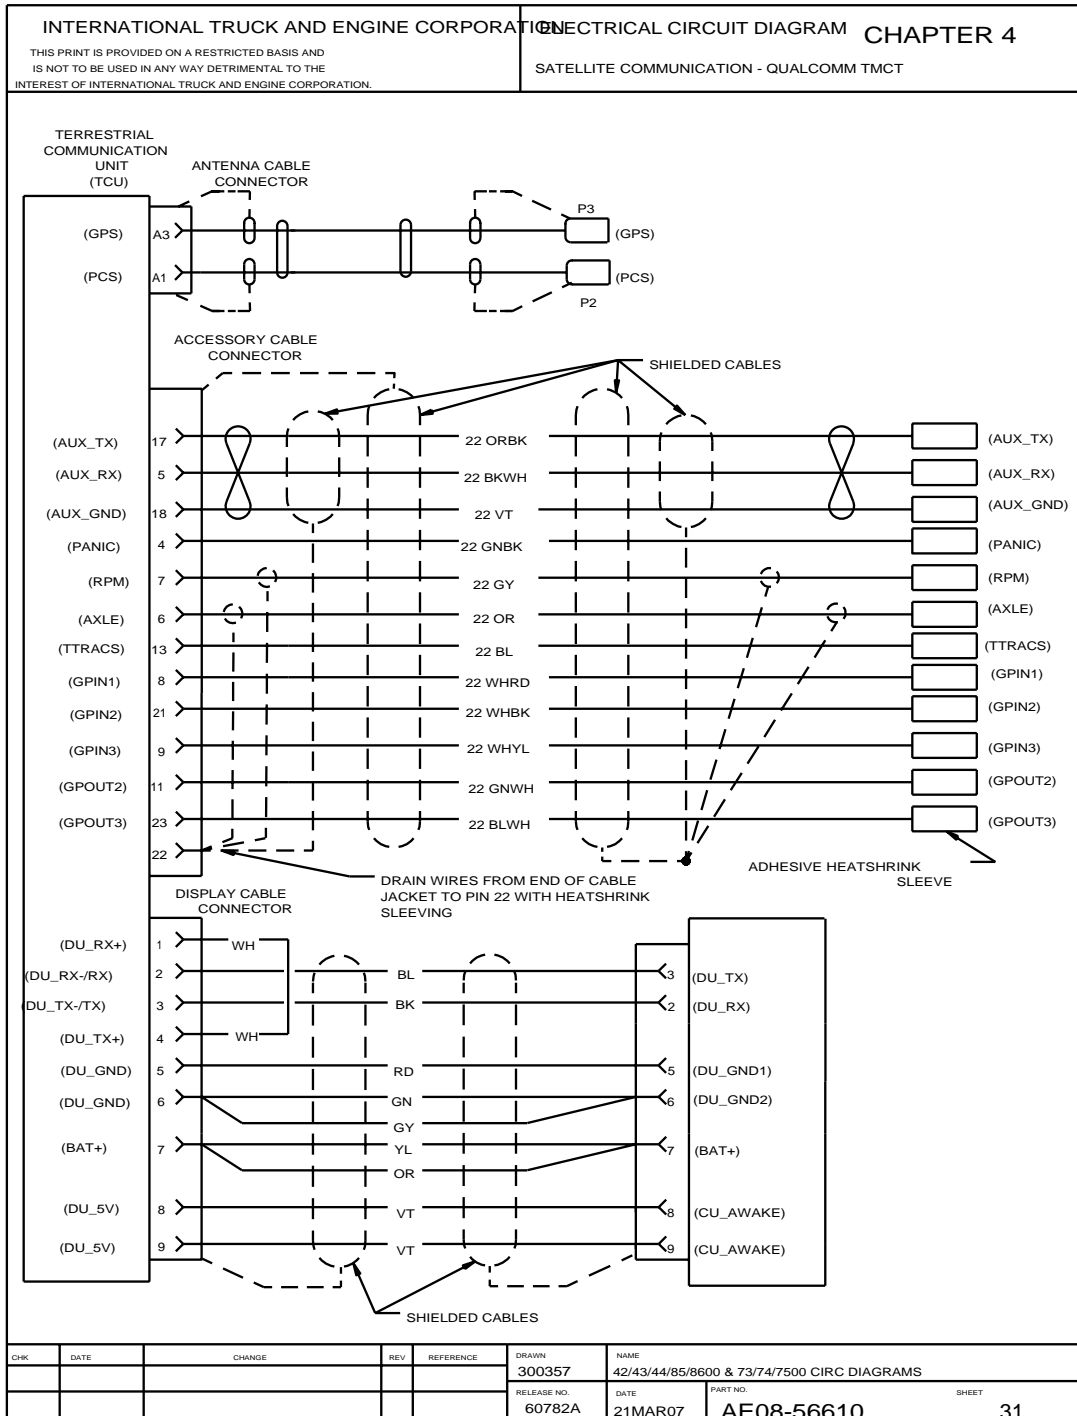 INTERNATIONAL TRUCK AND ENGINE CORPORATION
THIS PRINT IS PROVIDED ON A RESTRICTED BASIS AND
IS NOT TO BE USED IN ANY WAY DETRIMENTAL TO THE
INTEREST OF INTERNATIONAL TRUCK AND ENGINE CORPORATION.
ELECTRICAL CIRCUIT DIAGRAM
CHAPTER 4
SATELLITE COMMUNICATION - QUALCOMM TMCT
TERRESTRIAL
COMMUNICATION
UNIT
(TCU)
ANTENNA CABLE
CONNECTOR
P3
(GPS) A3 (GPS)
(PCS) A1 (PCS)
P2
ACCESSORY CABLE
CONNECTOR
SHIELDED CABLES
(AUX_TX) 17 22 ORBK (AUX_TX)
(AUX_RX) 5 22 BKWH (AUX_RX)
(AUX_GND) 18 22 VT (AUX_GND)
(PANIC) 4 22 GNBK (PANIC)
(RPM) 7 22 GY (RPM)
(AXLE) 6 22 OR (AXLE)
(TTRACS) 13 22 BL (TTRACS)
(GPIN1) 8 22 WHRD (GPIN1)
(GPIN2) 21 22 WHBK (GPIN2)
(GPIN3) 9 22 WHYL (GPIN3)
(GPOUT2) 11 22 GNWH (GPOUT2)
(GPOUT3) 23 22 BLWH (GPOUT3)
22
ADHESIVE HEATSHRINK
SLEEVE
DRAIN WIRES FROM END OF CABLE
JACKET TO PIN 22 WITH HEATSHRINK
SLEEVING
DISPLAY CABLE
CONNECTOR
(DU_RX+) 1 WH
(DU_RX-/RX) 2 BL 3 (DU_TX)
(DU_TX-/TX) 3 BK 2 (DU_RX)
(DU_TX+) 4 WH
(DU_GND) 5 RD 5 (DU_GND1)
(DU_GND) 6 GN 6 (DU_GND2)
GY
(BAT+) 7 YL 7 (BAT+)
OR
(DU_5V) 8 VT 8 (CU_AWAKE)
(DU_5V) 9 VT 9 (CU_AWAKE)
SHIELDED CABLES
CHK DATE CHANGE REV REFERENCE
DRAWN
300357
NAME
42/43/44/85/8600 & 73/74/7500 CIRC DIAGRAMS
RELEASE NO.
60782A
DATE
21MAR07
PART NO.
AE08-56610
SHEET
31